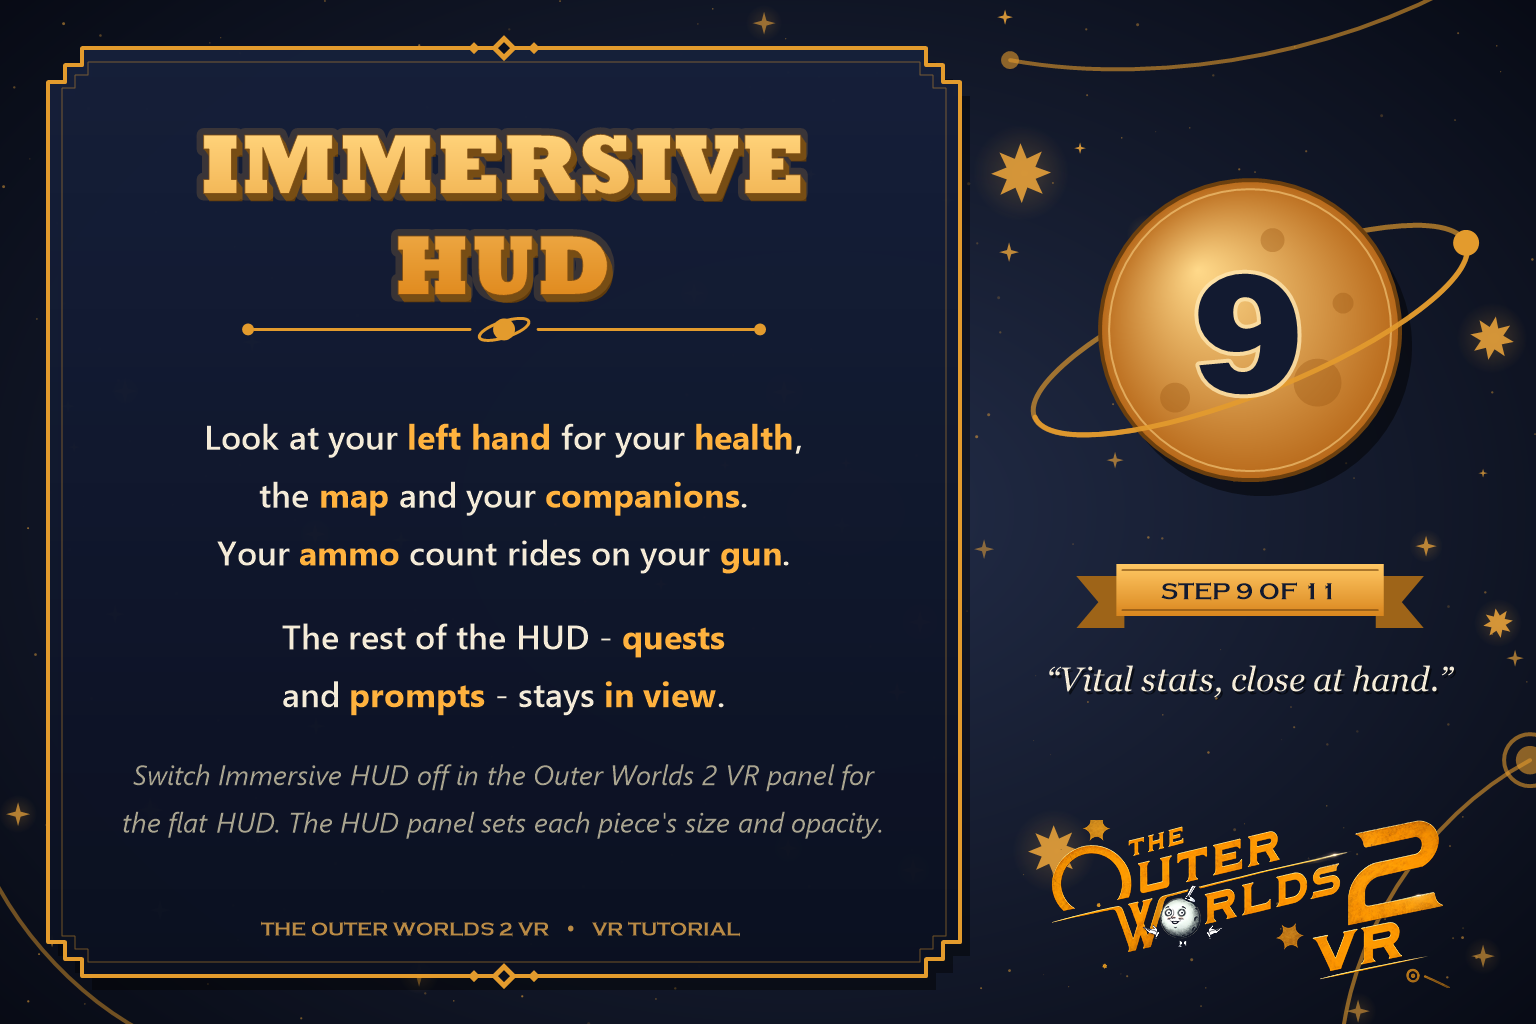 IMMERSIVE
HUD
Look at your left hand for your health,
the map and your companions.
Your ammo count rides on your gun.
The rest of the HUD - quests
and prompts - stays in view.
Switch Immersive HUD off in the Outer Worlds 2 VR panel for
the flat HUD. The HUD panel sets each piece's size and opacity.
THE OUTER WORLDS 2 VR • VR TUTORIAL
9
STEP 9 OF 11
“Vital stats, close at hand.”
THE
OUTER
WORLDS 2
VR